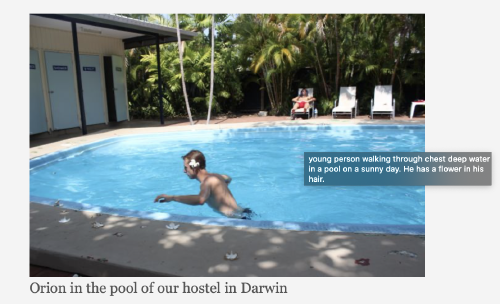 young person walking through chest deep water
in a pool on a sunny day. He has a flower in his
hair.
Orion in the pool of our hostel in Darwin